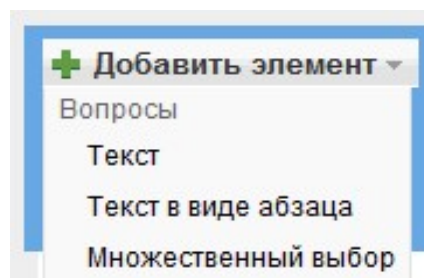 Добавить элемент
Вопросы
Текст
Текст в виде абзаца
Множественный выбор